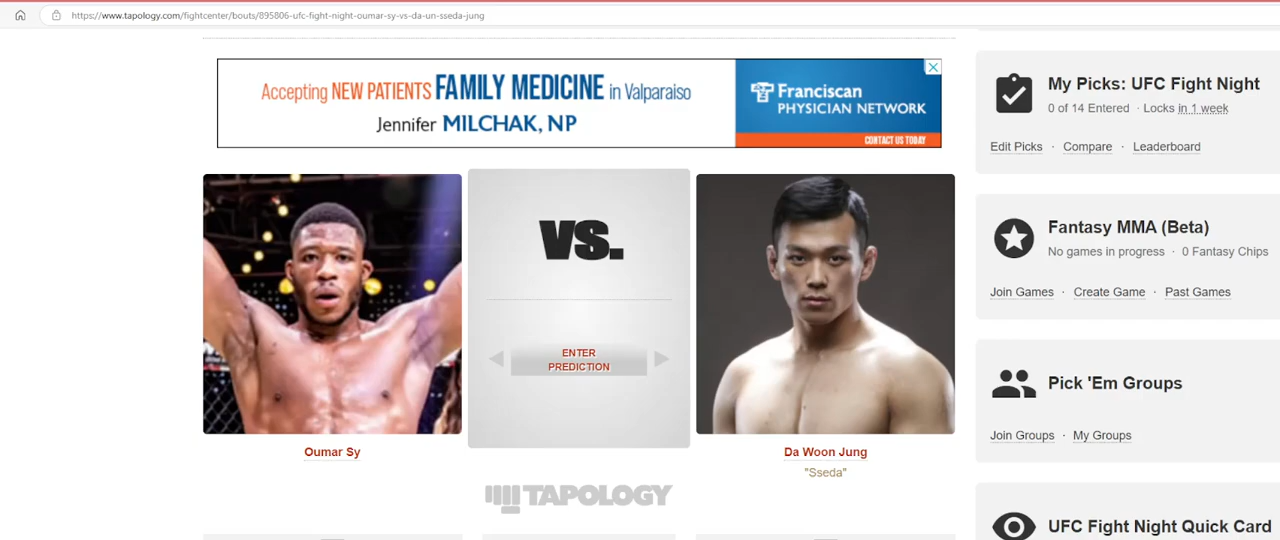 https://www.tapology.com/fightcenter/bouts/895806-ufc-fight-night-oumar-sy-vs-da-un-sseda-jung
Accepting NEW PATIENTS FAMILY MEDICINE in Valparaiso
Jennifer MILCHAK, NP
Franciscan
PHYSICIAN NETWORK
CONTACT US TODAY
VS.
ENTER
PREDICTION
Oumar Sy
Da Woon Jung
"Sseda"
TAPOLOGY
My Picks: UFC Fight Night
0 of 14 Entered · Locks in 1 week
Edit Picks · Compare · Leaderboard
Fantasy MMA (Beta)
No games in progress · 0 Fantasy Chips
Join Games · Create Game · Past Games
Pick 'Em Groups
Join Groups · My Groups
UFC Fight Night Quick Card